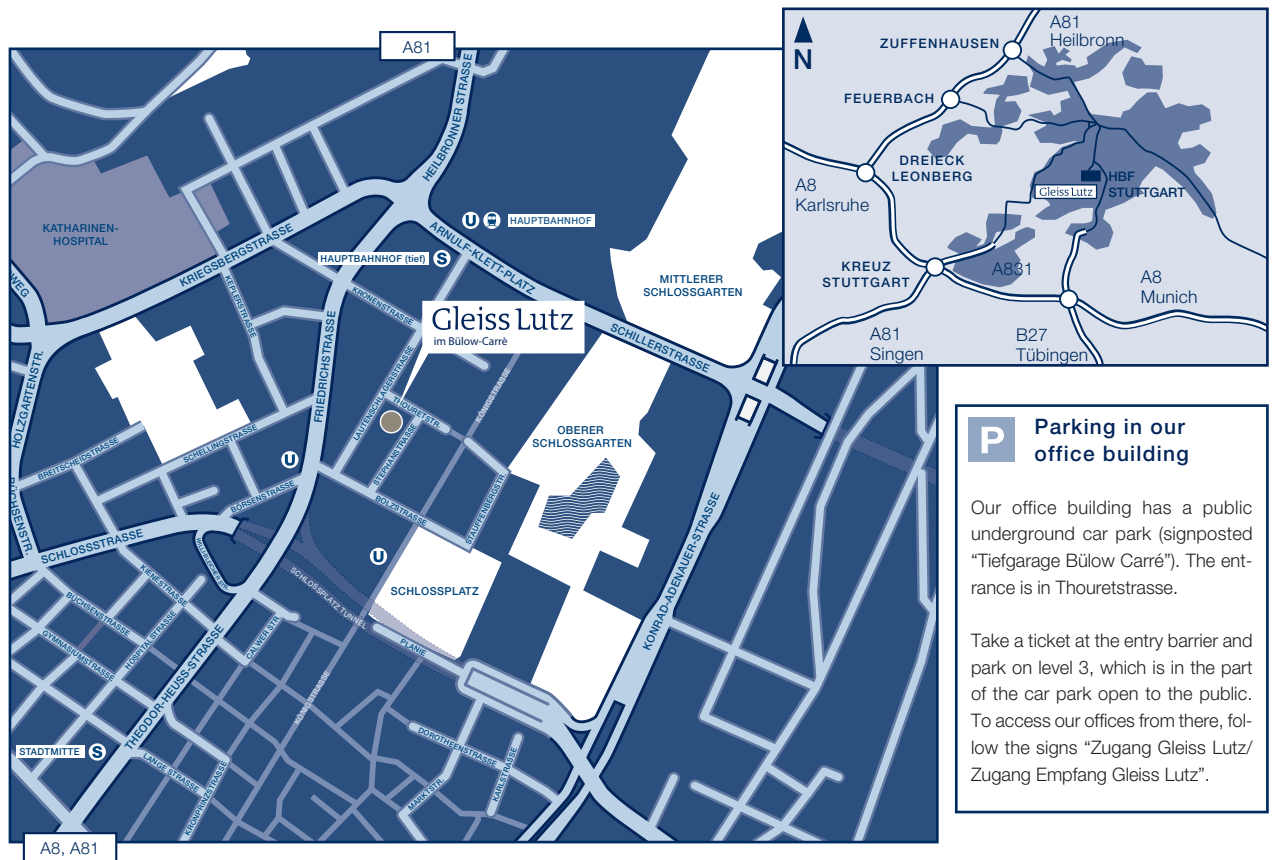 A81
HEILBRONNER STRASSE
KATHARINEN-
HOSPITAL
KRIEGSBERGSTRASSE
U
HAUPTBAHNHOF
HAUPTBAHNHOF (tief)
S
ARNULF-KLETT-PLATZ
WEG
KEPLERSTRASSE
KRONENSTRASSE
MITTLERER
SCHLOSSGARTEN
Gleiss Lutz
im Bülow-Carrè
SCHILLERSTRASSE
HOLZGARTENSTR.
FRIEDRICHSTRASSE
LAUTENSCHLAGERSTRASSE
THOURETSTR.
KÖNIGSTRASSE
STEPHANSTRASSE
OBERER
SCHLOSSGARTEN
BREITSCHEIDSTRASSE
SCHELLINGSTRASSE
U
BÖRSENSTRASSE
BOLZSTRASSE
STAUFFENBERGSTR.
BÜCHSENSTR.
SCHLOSSSTRASSE
U
SCHLOSSPLATZ
SCHLOSSPLATZ TUNNEL
KONRAD-ADENAUER-STRASSE
KIENESTRASSE
BÜCHSENSTRASSE
GYMNASIUMSTRASSE
HOSPITALSTRASSE
CALWER STR.
PLANIE
THEODOR-HEUSS-STRASSE
KÖNIGSTRASSE
STADTMITTE
S
LANGE STRASSE
KRONPRINZSTRASSE
DOROTHEENSTRASSE
MARKTSTR.
KARLSTRASSE
A8, A81
N
A81
Heilbronn
ZUFFENHAUSEN
FEUERBACH
DREIECK
LEONBERG
A8
Karlsruhe
Gleiss Lutz
HBF
STUTTGART
KREUZ
STUTTGART
A831
A8
Munich
A81
Singen
B27
Tübingen
P
Parking in our
office building
Our office building has a public
underground car park (signposted
“Tiefgarage Bülow Carré”). The ent-
rance is in Thouretstrasse.
Take a ticket at the entry barrier and
park on level 3, which is in the part
of the car park open to the public.
To access our offices from there, fol-
low the signs “Zugang Gleiss Lutz/
Zugang Empfang Gleiss Lutz”.